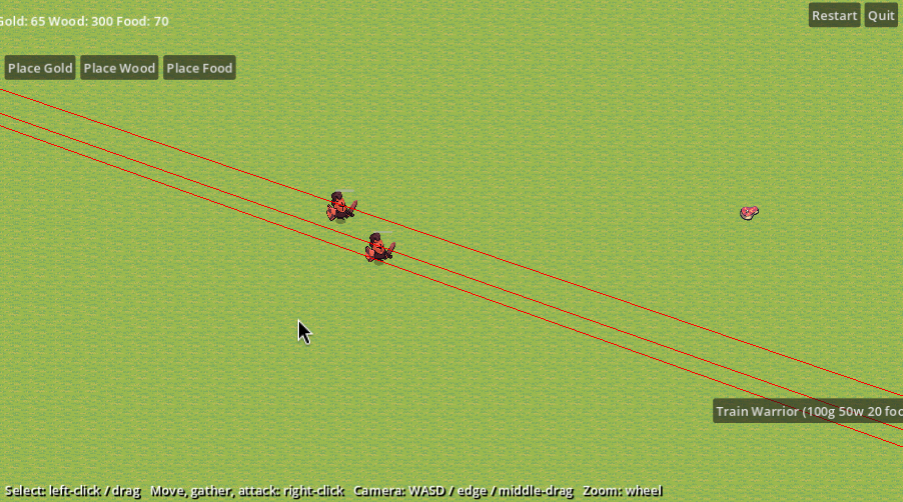 Gold: 65 Wood: 300 Food: 70
Restart Quit
Place Gold Place Wood Place Food
Train Warrior (100g 50w 20 foo
Select: left-click / drag Move, gather, attack: right-click Camera: WASD / edge / middle-drag Zoom: wheel